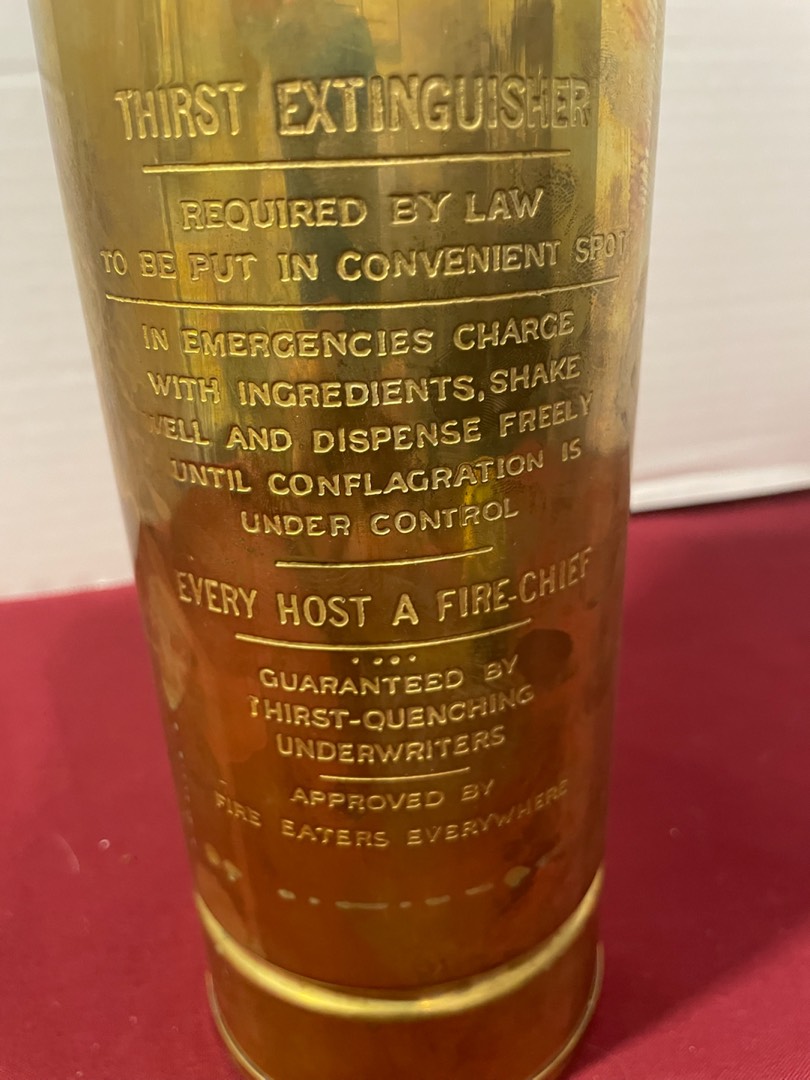 THIRST EXTINGUISHER
REQUIRED BY LAW
TO BE PUT IN CONVENIENT SPOT
IN EMERGENCIES CHARGE
WITH INGREDIENTS, SHAKE
WELL AND DISPENSE FREELY
UNTIL CONFLAGRATION IS
UNDER CONTROL
EVERY HOST A FIRE-CHIEF
GUARANTEED BY
THIRST-QUENCHING
UNDERWRITERS
APPROVED BY
FIRE EATERS EVERYWHERE